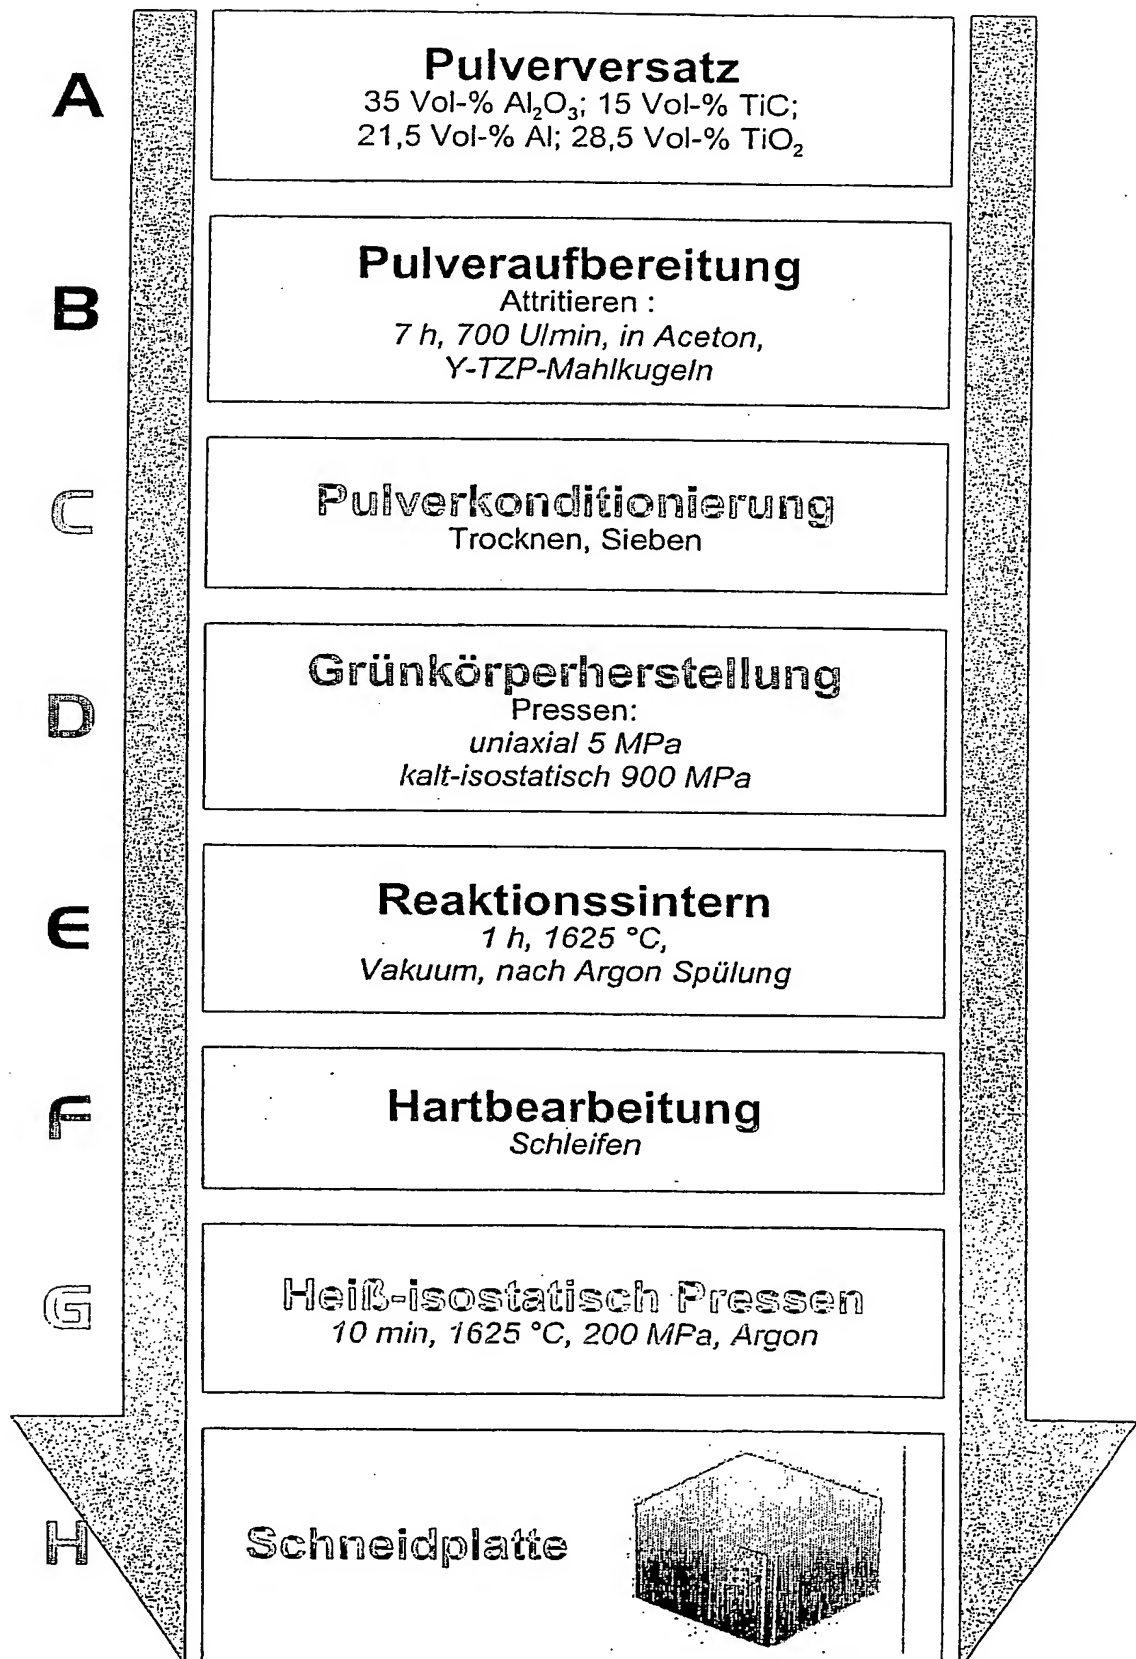 A
Pulverversatz
35 Vol-% Al₂O₃; 15 Vol-% TiC;
21,5 Vol-% Al; 28,5 Vol-% TiO₂
B
Pulveraufbereitung
Attritieren :
7 h, 700 U/min, in Aceton,
Y-TZP-Mahlkugeln
C
Pulverkonditionierung
Trocknen, Sieben
D
Grünkörperherstellung
Pressen:
uniaxial 5 MPa
kalt-isostatisch 900 MPa
E
Reaktionssintern
1 h, 1625 °C,
Vakuum, nach Argon Spülung
F
Hartbearbeitung
Schleifen
G
Heiß-isostatisch Pressen
10 min, 1625 °C, 200 MPa, Argon
H
Schneidplatte